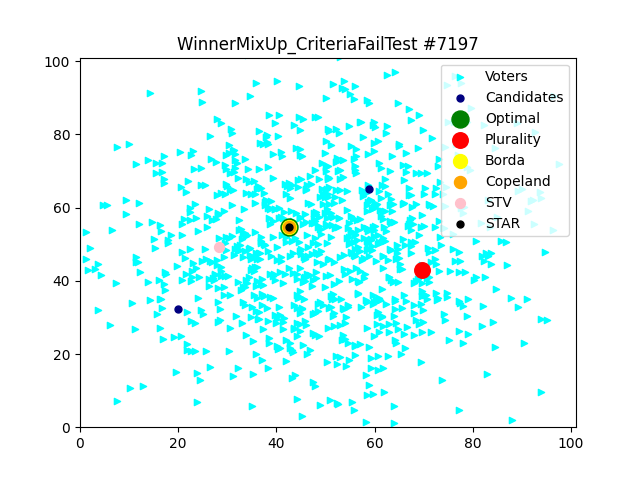 WinnerMixUp_CriteriaFailTest #7197
100
80
60
40
20
0
0 20 40 60 80 100
Voters
Candidates
Optimal
Plurality
Borda
Copeland
STV
STAR